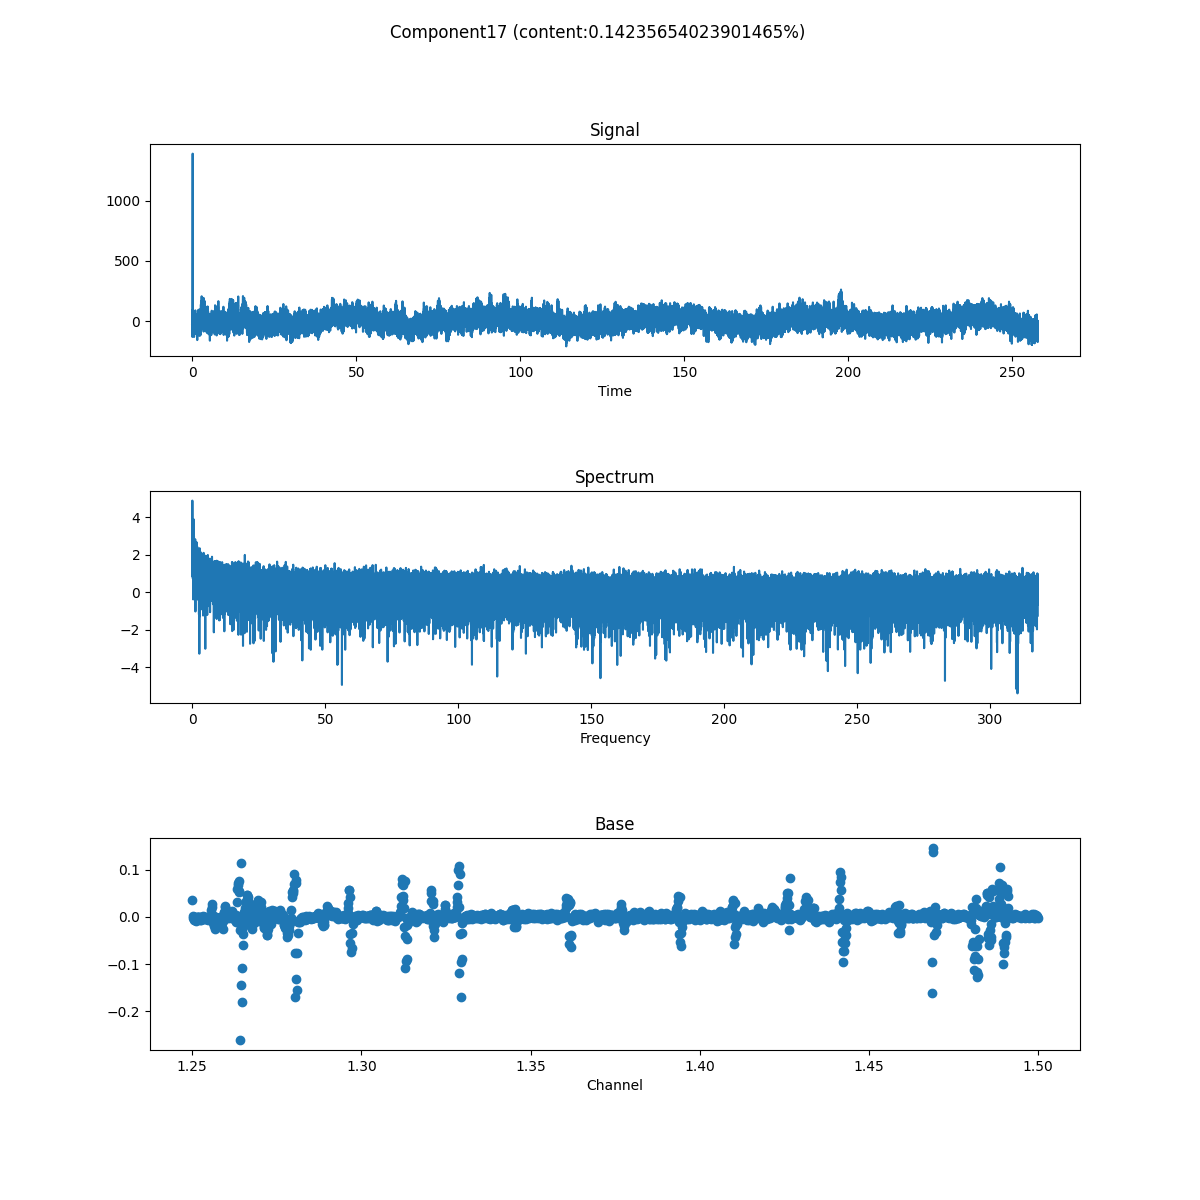 Component17 (content:0.14235654023901465%)
Signal
1000
500
0
0 50 100 150 200 250
Time
Spectrum
4
2
0
−2
−4
0 50 100 150 200 250 300
Frequency
Base
0.1
0.0
−0.1
−0.2
1.25 1.30 1.35 1.40 1.45 1.50
Channel